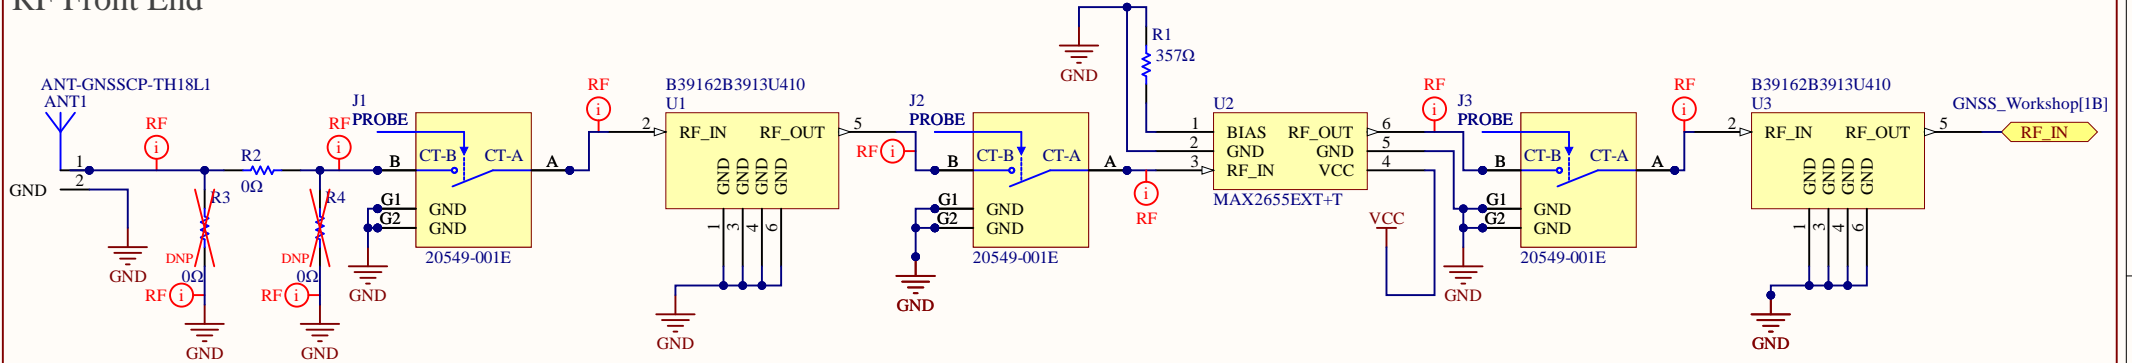 RF Front End
ANT-GNSSCP-TH18L1
ANT1
1
2
GND
GND
RF
R2
0Ω
R3
DNP
0Ω
RF
GND
RF
R4
DNP
0Ω
RF
GND
J1
PROBE
B
CT-B
CT-A
A
G1
GND
G2
GND
20549-001E
GND
RF
B39162B3913U410
U1
2
RF_IN
RF_OUT
5
GND
GND
GND
GND
1
3
4
6
GND
RF
J2
PROBE
B
CT-B
CT-A
A
G1
GND
G2
GND
20549-001E
GND
RF
GND
R1
357Ω
U2
1
BIAS
RF_OUT
6
2
GND
GND
5
3
RF_IN
VCC
4
MAX2655EXT+T
VCC
RF
J3
PROBE
B
CT-B
CT-A
A
G1
GND
G2
GND
20549-001E
GND
RF
B39162B3913U410
U3
2
RF_IN
RF_OUT
5
GND
GND
GND
GND
1
3
4
6
GND
GNSS_Workshop[1B]
RF_IN